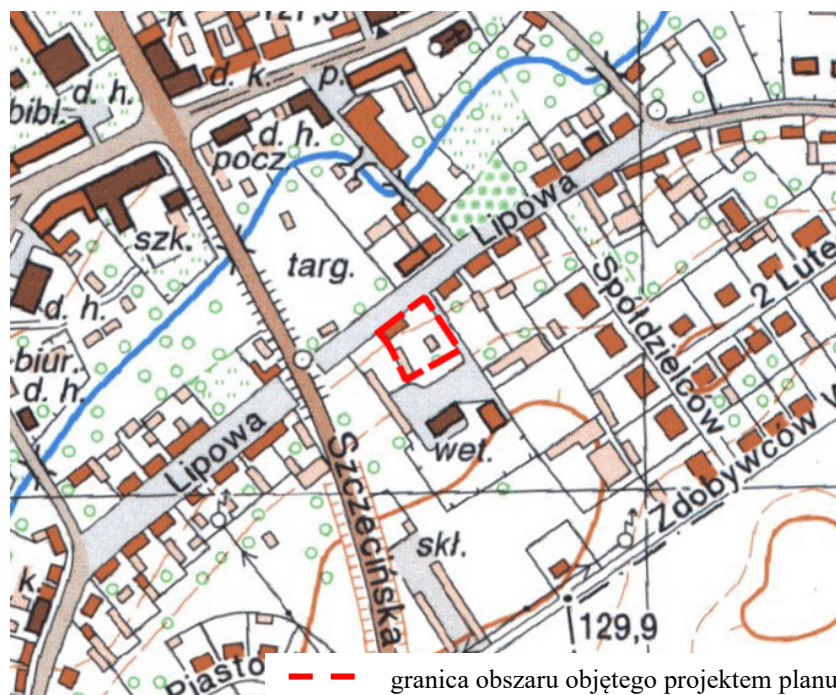 k
127,5
d. k.
p.
d. h.
bibl.
d. h.
pocz.
Lipowa
szk.
targ.
Spółdzielców
2 Lute
d. h.
biur.
d. h.
Lipowa
wet.
Szczecińska
Zdobywców W
skł.
k.
129,9
Piasto
granica obszaru objętego projektem planu